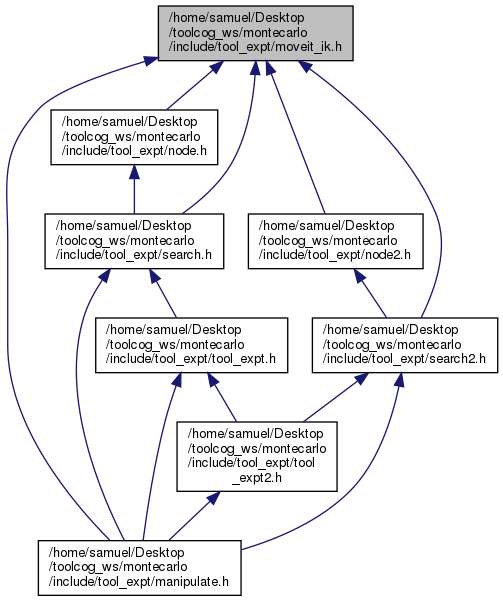 /home/samuel/Desktop
/toolcog_ws/montecarlo
/include/tool_expt/moveit_ik.h
/home/samuel/Desktop
/toolcog_ws/montecarlo
/include/tool_expt/node.h
/home/samuel/Desktop
/toolcog_ws/montecarlo
/include/tool_expt/search.h
/home/samuel/Desktop
/toolcog_ws/montecarlo
/include/tool_expt/node2.h
/home/samuel/Desktop
/toolcog_ws/montecarlo
/include/tool_expt/tool_expt.h
/home/samuel/Desktop
/toolcog_ws/montecarlo
/include/tool_expt/search2.h
/home/samuel/Desktop
/toolcog_ws/montecarlo
/include/tool_expt/tool
_expt2.h
/home/samuel/Desktop
/toolcog_ws/montecarlo
/include/tool_expt/manipulate.h